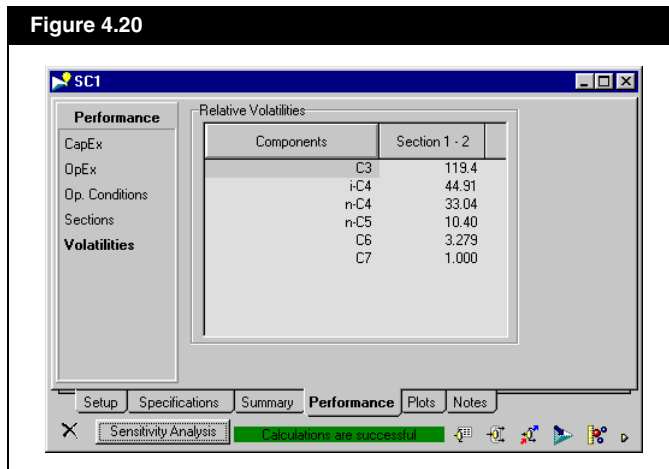 Figure 4.20
SC1
Performance
CapEx
OpEx
Op. Conditions
Sections
Volatilities
Relative Volatilities
Components Section 1 - 2
C3 119.4
i-C4 44.91
n-C4 33.04
n-C5 10.40
C6 3.279
C7 1.000
Setup Specifications Summary Performance Plots Notes
Sensitivity Analysis Calculations are successful